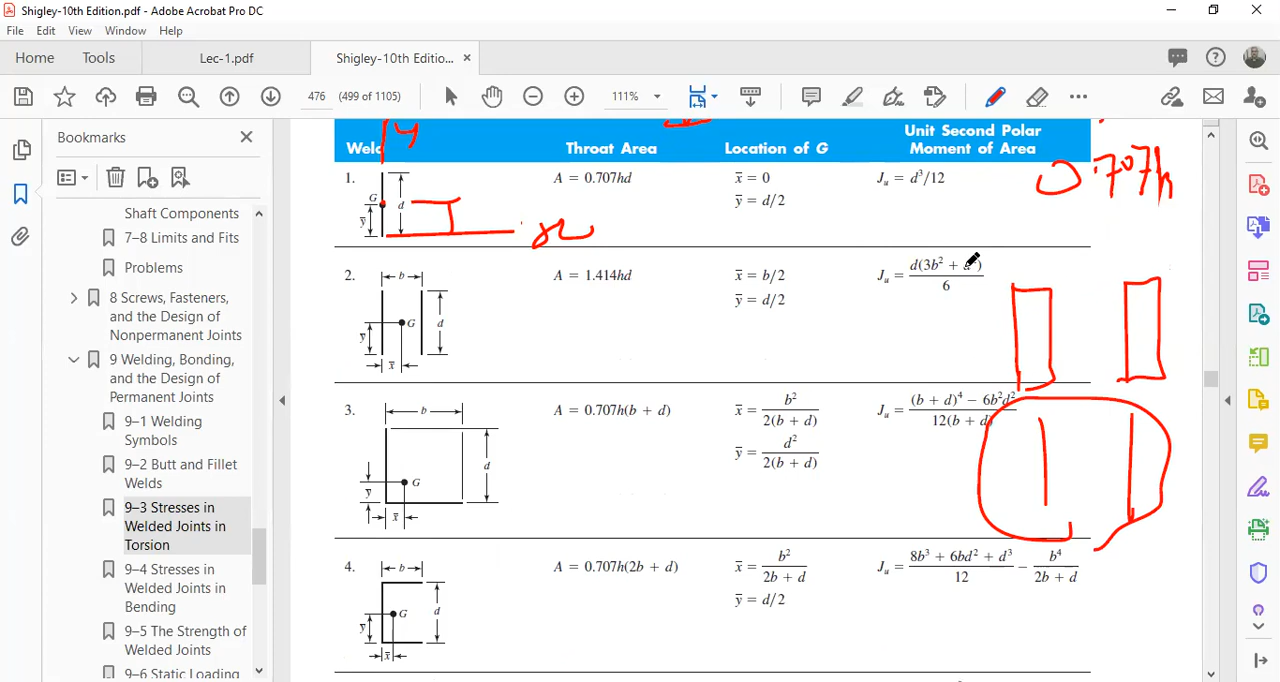 Shigley-10th Edition.pdf - Adobe Acrobat Pro DC
File Edit View Window Help
Home Tools Lec-1.pdf Shigley-10th Editio... ×
476 (499 of 1105) 111%
Bookmarks
Shaft Components
7–8 Limits and Fits
Problems
8 Screws, Fasteners,
and the Design of
Nonpermanent Joints
9 Welding, Bonding,
and the Design of
Permanent Joints
9–1 Welding
Symbols
9–2 Butt and Fillet
Welds
9–3 Stresses in
Welded Joints in
Torsion
9–4 Stresses in
Welded Joints in
Bending
9–5 The Strength of
Welded Joints
9–6 Static Loading
y
Weld Throat Area Location of G Unit Second Polar
Moment of Area
0.707h
1. G d y̅ A = 0.707hd x̅ = 0 J_u = d³/12
y̅ = d/2
x
2. b G d y̅ x̅ A = 1.414hd x̅ = b/2 J_u = d(3b² + )/6
y̅ = d/2
3. b d G y̅ x̅ A = 0.707h(b + d) x̅ = b²/2(b + d) J_u = (b + d)⁴ − 6b²d²/12(b + d)
y̅ = d²/2(b + d)
4. b G d y̅ x̅ A = 0.707h(2b + d) x̅ = b²/2b + d J_u = 8b³ + 6bd² + d³/12 − b⁴/2b + d
y̅ = d/2